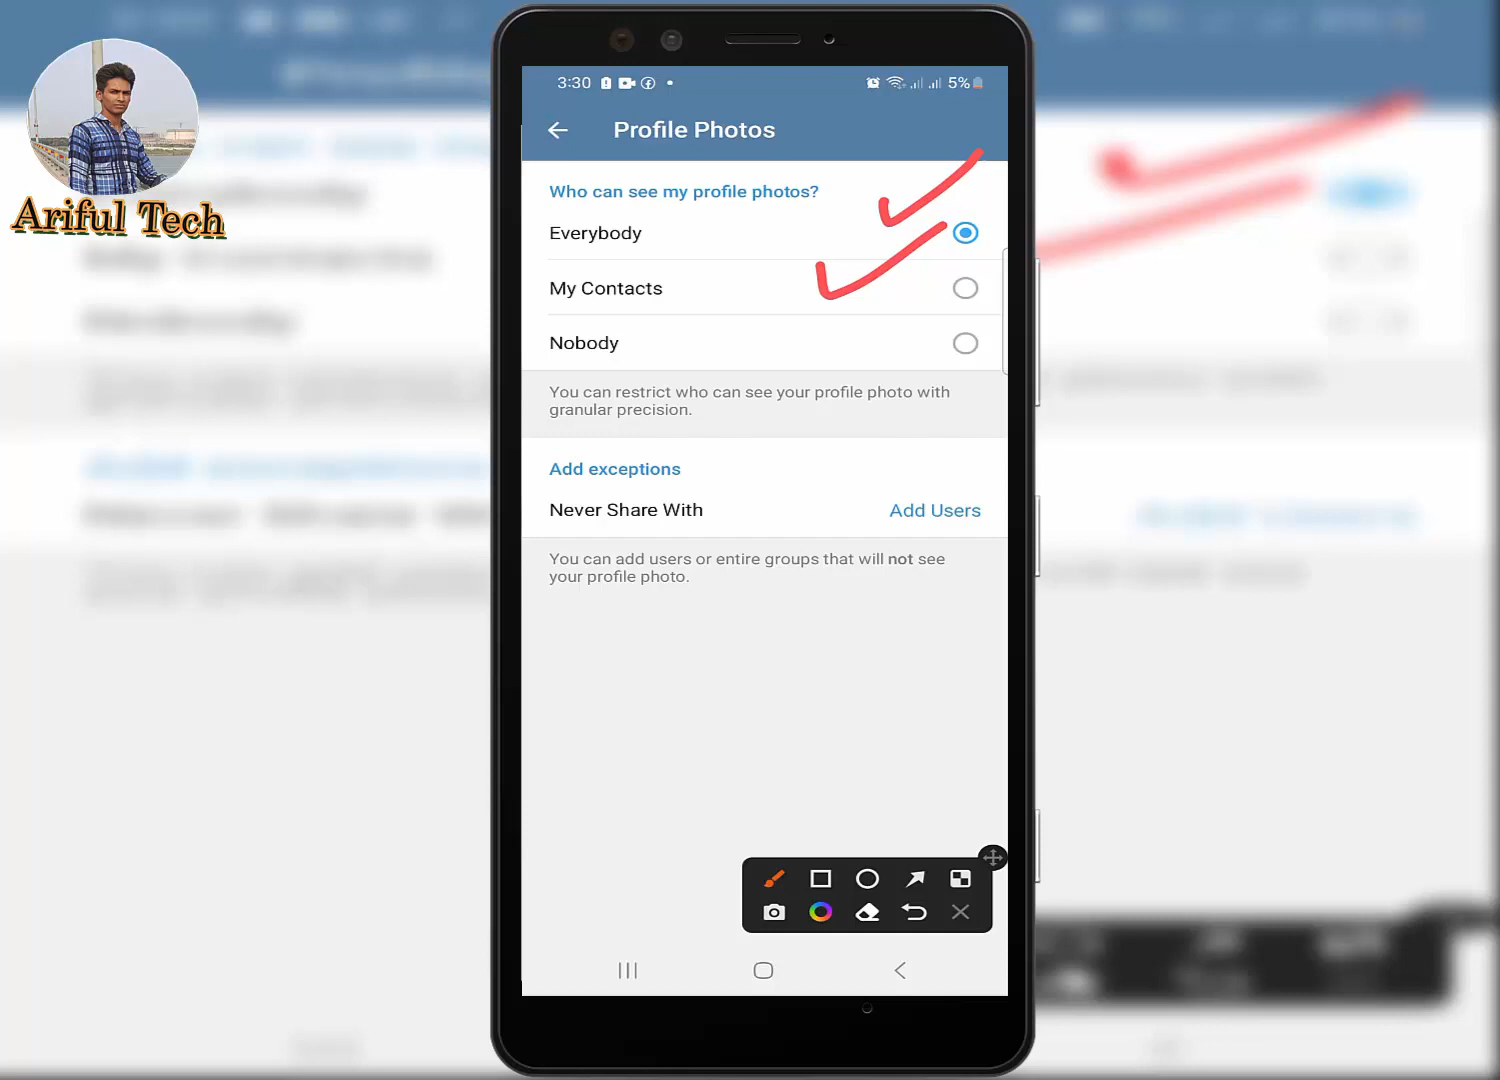 Ariful Tech
3:30
5%
Profile Photos
Who can see my profile photos?
Everybody
My Contacts
Nobody
You can restrict who can see your profile photo with
granular precision.
Add exceptions
Never Share With Add Users
You can add users or entire groups that will not see
your profile photo.